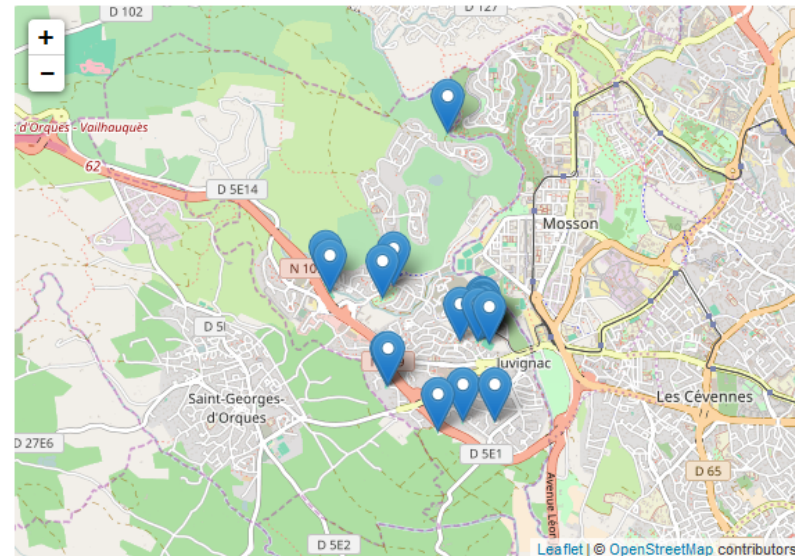 D 102
D 127
+
−
d'Orques - Vailhauquès
62
D 5E14
Mosson
N 10
D 5I
Juvignac
Saint-Georges-
d'Orques
Les Cévennes
D 27E6
D 5E1
D 65
Avenue Léon
D 5E2
Leaflet | © OpenStreetMap contributors